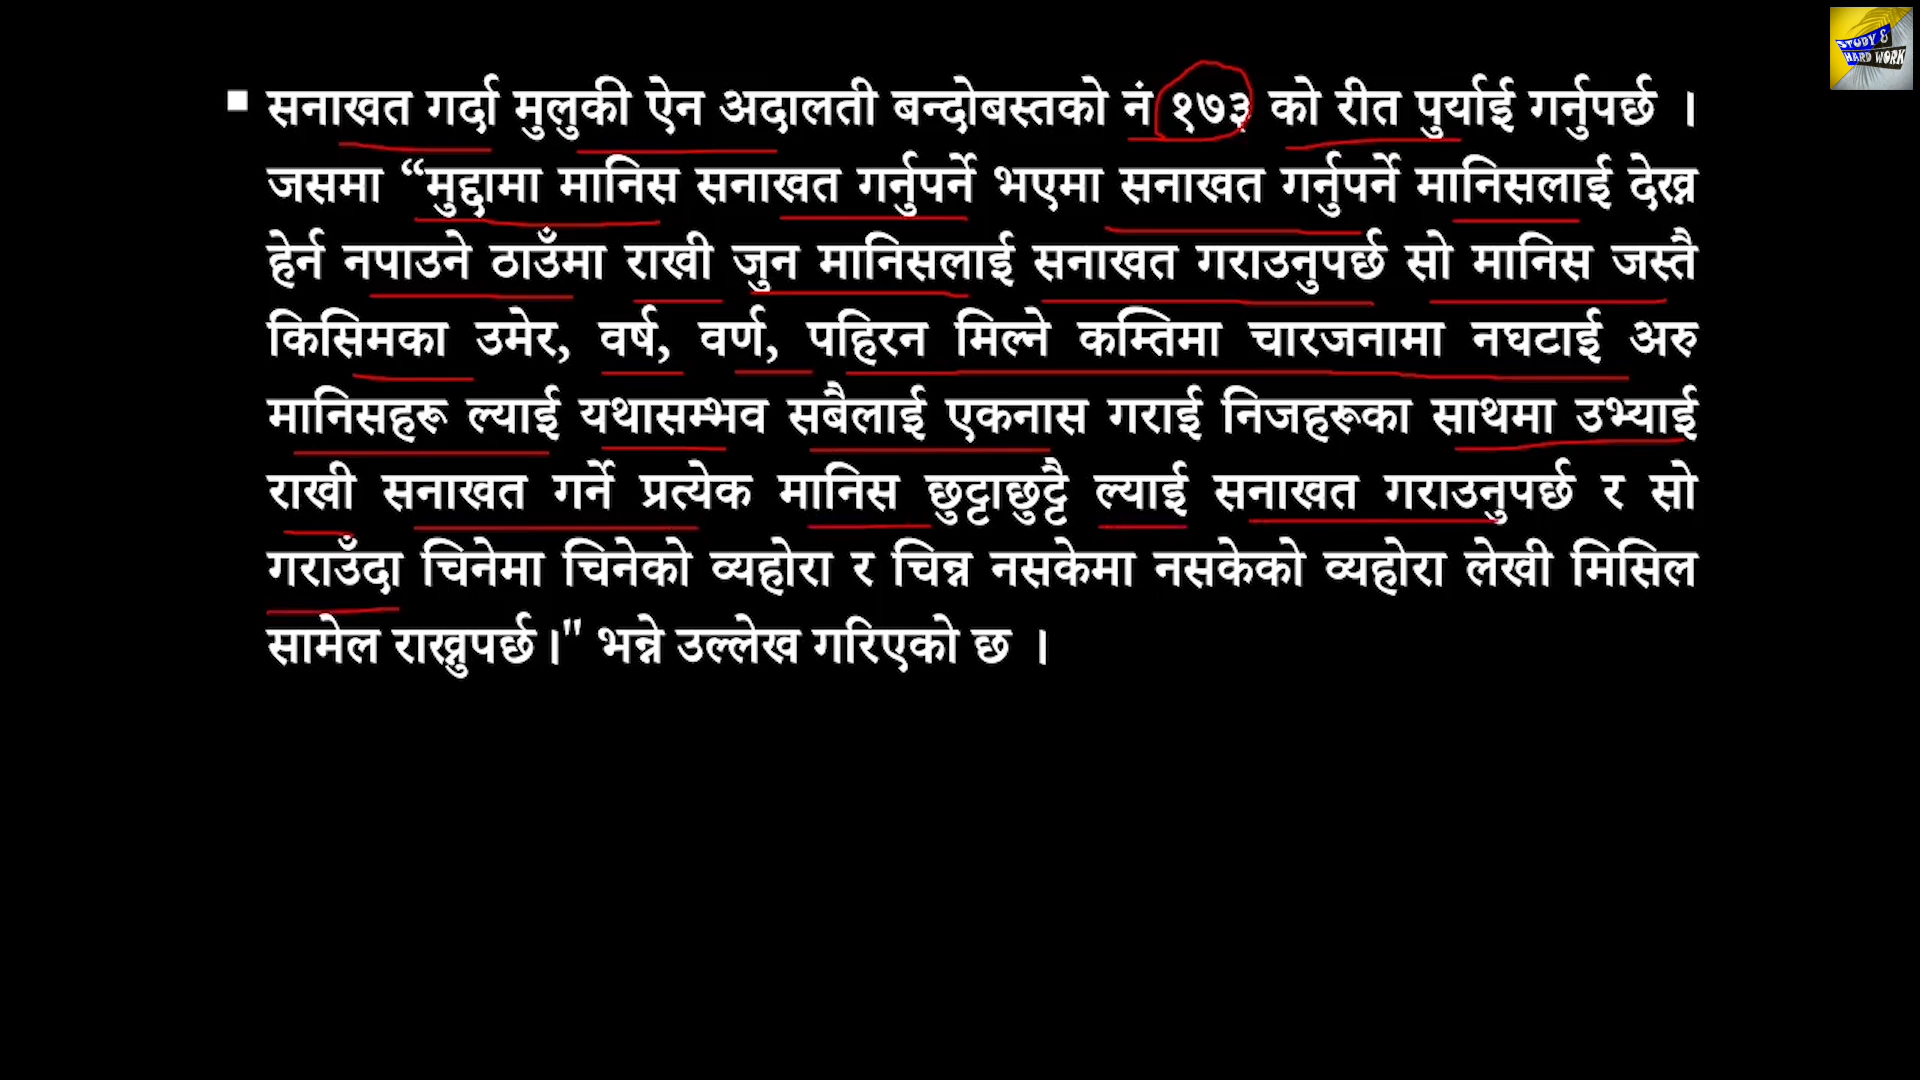 STUDY &
HARD WORK
▪ सनाखत गर्दा मुलुकी ऐन अदालती बन्दोबस्तको नं १७३ को रीत पुर्याई गर्नुपर्छ ।
जसमा “मुद्दामा मानिस सनाखत गर्नुपर्ने भएमा सनाखत गर्नुपर्ने मानिसलाई देख्न
हेर्न नपाउने ठाउँमा राखी जुन मानिसलाई सनाखत गराउनुपर्छ सो मानिस जस्तै
किसिमका उमेर, वर्ष, वर्ण, पहिरन मिल्ने कम्तिमा चारजनामा नघटाई अरु
मानिसहरू ल्याई यथासम्भव सबैलाई एकनास गराई निजहरूका साथमा उभ्याई
राखी सनाखत गर्ने प्रत्येक मानिस छुट्टाछुट्टै ल्याई सनाखत गराउनुपर्छ र सो
गराउँदा चिनेमा चिनेको व्यहोरा र चिन्न नसकेमा नसकेको व्यहोरा लेखी मिसिल
सामेल राख्नुपर्छ।" भन्ने उल्लेख गरिएको छ ।